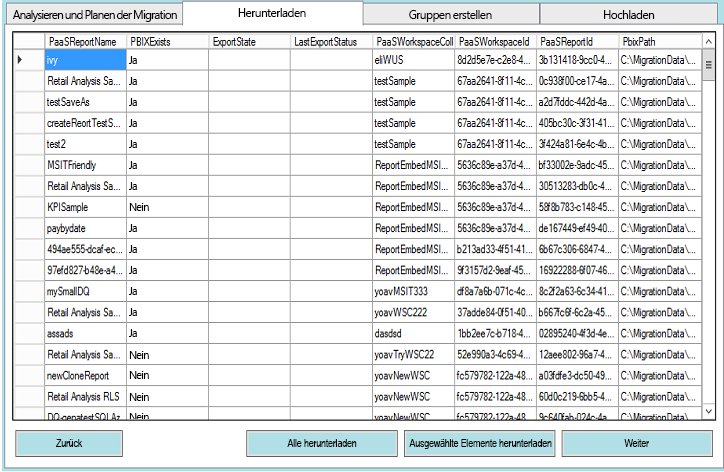 Analysieren und Planen der Migration Herunterladen Gruppen erstellen Hochladen
PaaSReportName PBIXExists ExportState LastExportStatus PaaSWorkspaceColl PaaSWorkspaceId PaaSReportId PbixPath
ivy Ja eliWUS 8d2d5e7e-c2e8-4... 3b131418-9cc0-4... C:\MigrationData\...
Retail Analysis Sa... Ja testSample 67aa2641-8f11-4c... 0c938f00-ce17-4a... C:\MigrationData\...
testSaveAs Ja testSample 67aa2641-8f11-4c... a2d7fddc-442d-4a... C:\MigrationData\...
createReortTestS... Ja testSample 67aa2641-8f11-4c... 405bc30c-3f31-41... C:\MigrationData\...
test2 Ja testSample 67aa2641-8f11-4c... 3f424a81-6e4c-4b... C:\MigrationData\...
MSITFriendly Ja ReportEmbedMSI... 5636c89e-a37d-4... bf33002e-9adc-45... C:\MigrationData\...
Retail Analysis Sa... Ja ReportEmbedMSI... 5636c89e-a37d-4... 30513283-db0c-4... C:\MigrationData\...
KPISample Nein ReportEmbedMSI... 5636c89e-a37d-4... 58f8b783-c148-45... C:\MigrationData\...
paybydate Ja ReportEmbedMSI... 5636c89e-a37d-4... de167449-ef49-40... C:\MigrationData\...
494ae555-dcaf-ec... Ja ReportEmbedMSI... b213ad33-4f51-41... 6b67c306-6847-4... C:\MigrationData\...
97efd827-b48e-a4... Ja ReportEmbedMSI... 9f3157d2-9eaf-45... 16922288-6f07-46... C:\MigrationData\...
mySmallDQ Ja yoavMSIT333 df8a7a6b-071c-4c... 8c2f2a63-6c34-41... C:\MigrationData\...
Retail Analysis Sa... Ja yoavWSC222 37adde84-0f51-40... b667fc6f-6c2a-45... C:\MigrationData\...
assads Ja dasdsd 1bb2ee7c-b718-4... 02895240-4f3d-4e... C:\MigrationData\...
Retail Analysis Sa... Nein yoavTryWSC22 52e990a3-4c69-4... 12aee802-96a7-4... C:\MigrationData\...
newCloneReport Nein yoavNewWSC fc579782-122a-48... a03fdfe3-dc50-49... C:\MigrationData\...
Retail Analysis RLS Nein yoavNewWSC fc579782-122a-48... 60d0c219-6bb5-4... C:\MigrationData\...
DQ-genatestSQLAz Nein yoavNewWSC fc579782-122a-48... 9c640fab-024c-4a... C:\MigrationData\...
Zurück Alle herunterladen Ausgewählte Elemente herunterladen Weiter